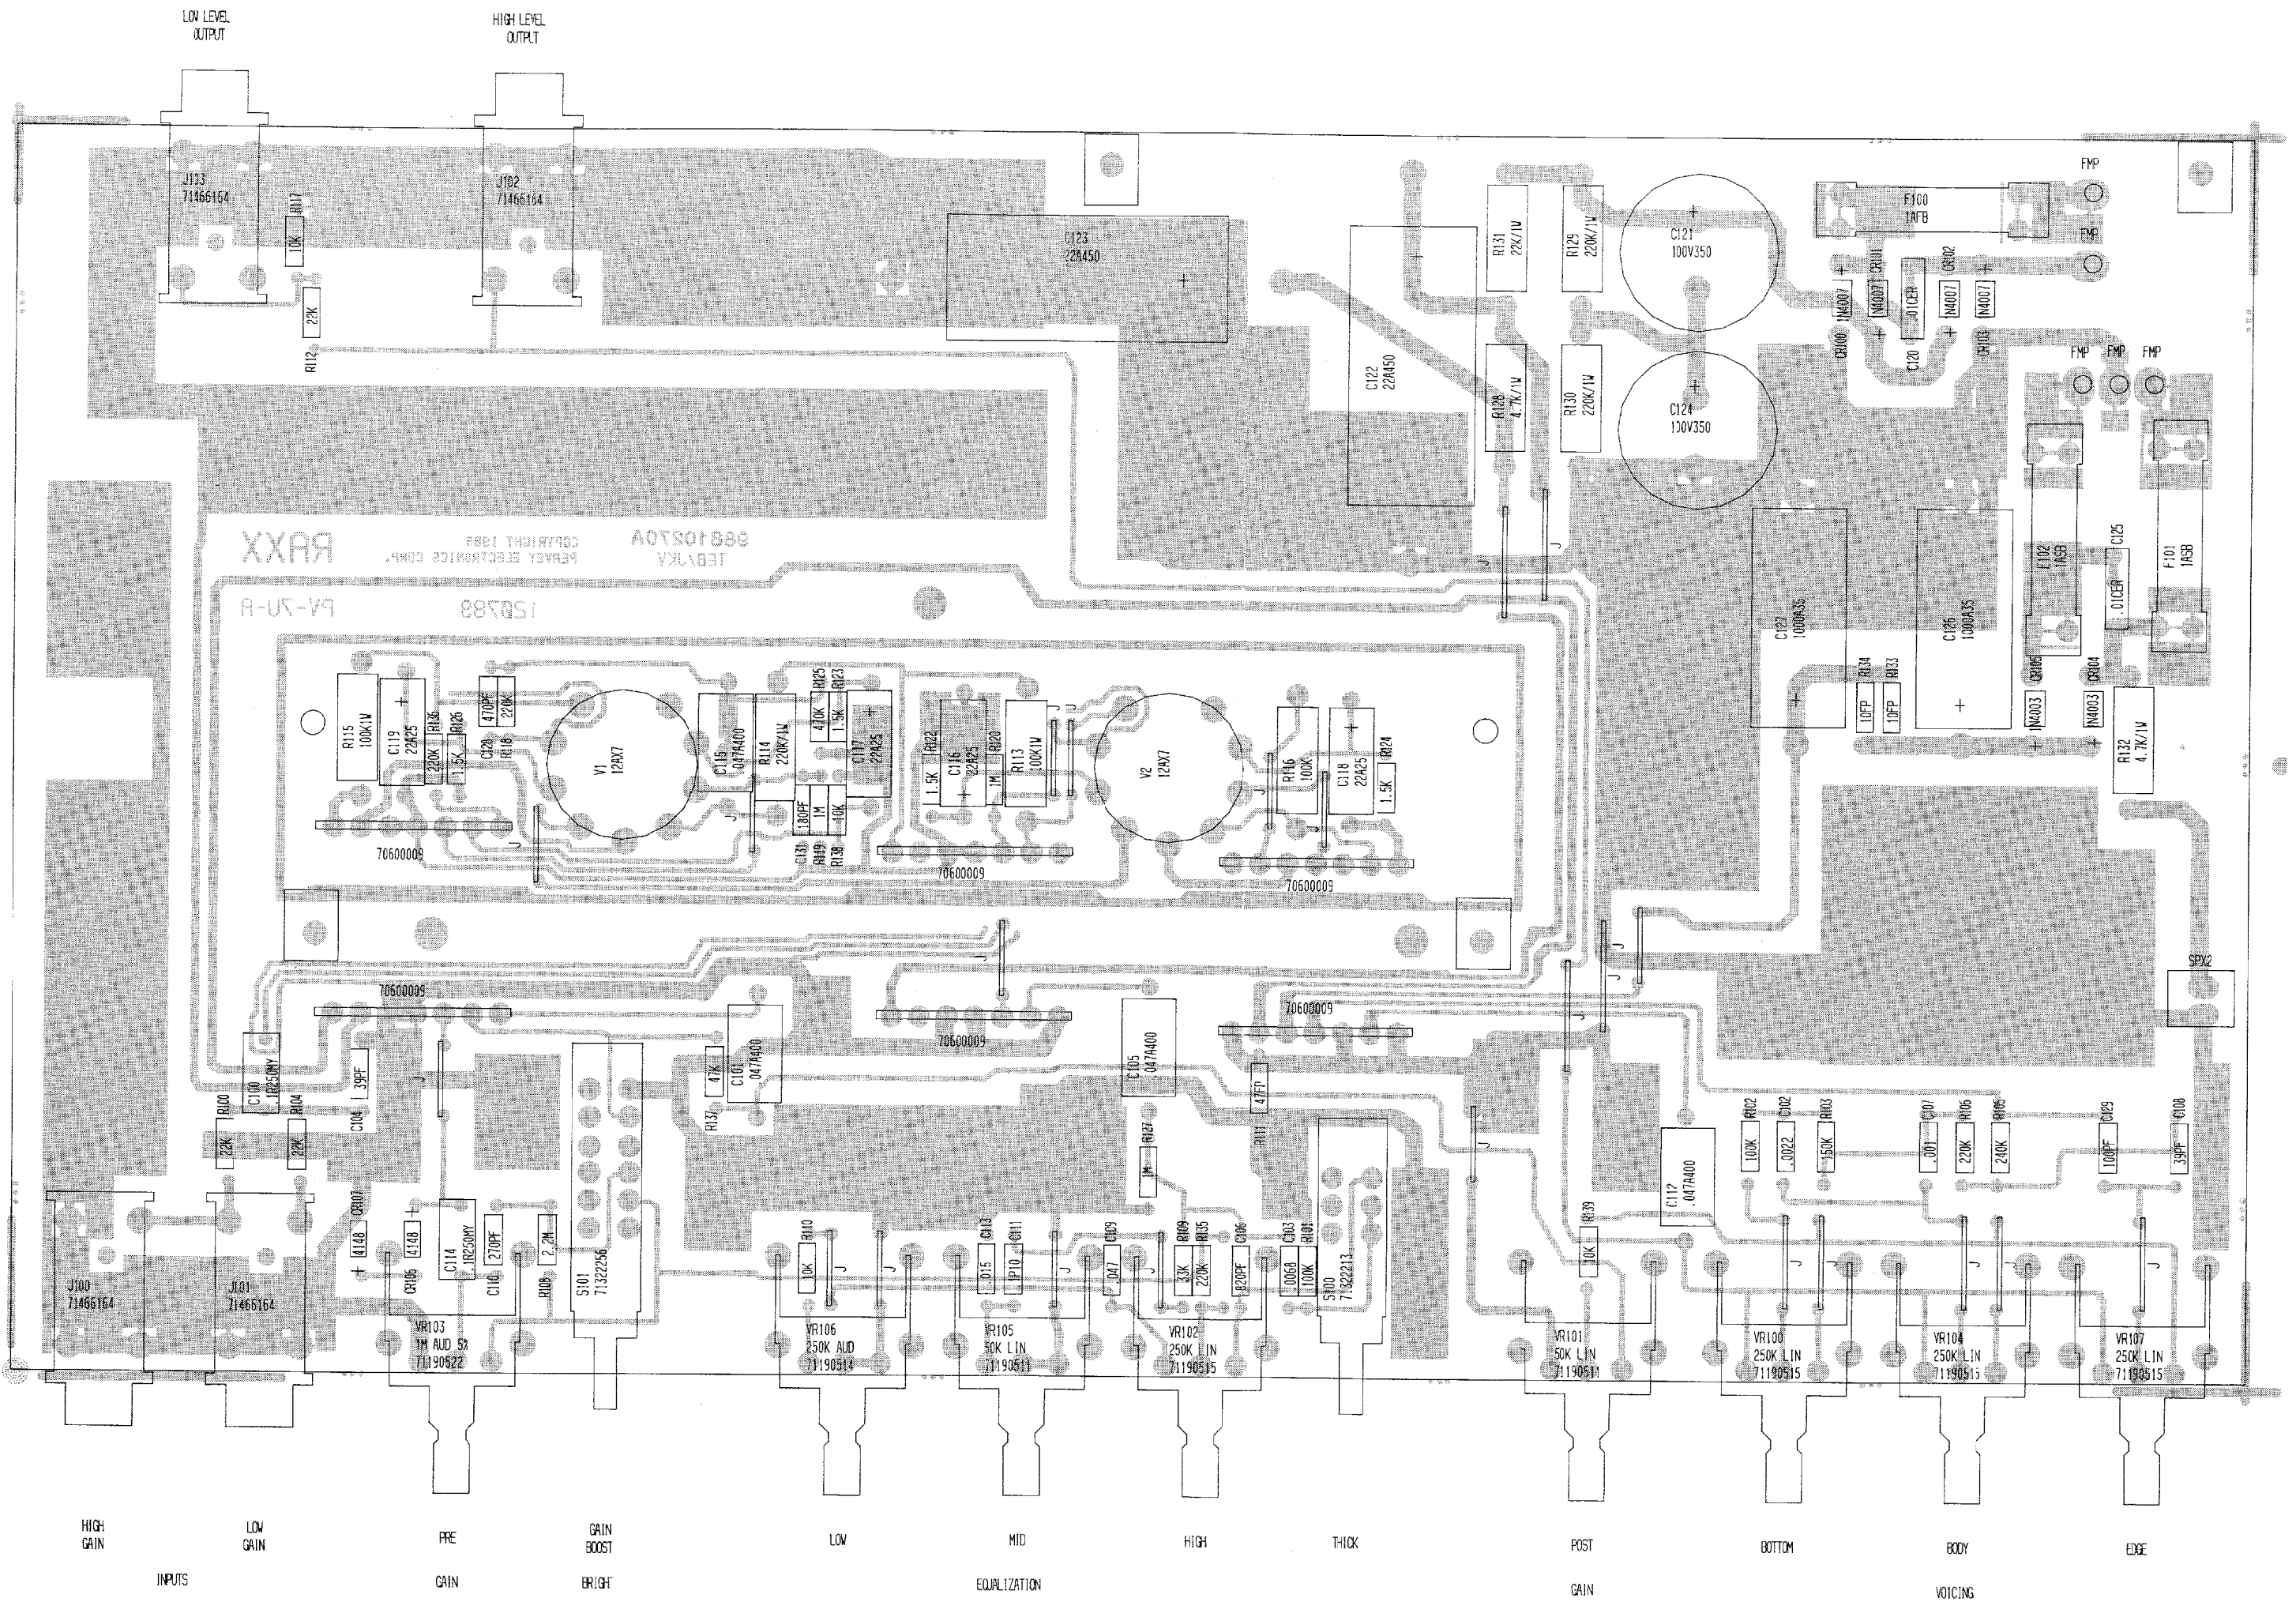 LOW LEVEL
OUTPUT
HIGH LEVEL
OUTPUT
J103
71466164
R117
10K
22K
R112
J102
71466164
C123
22A450
C122
22A450
R131
22K/1W
R129
220K/1W
C121
100V350
R128
4.7K/1W
R130
220K/1W
C124
100V350
F100
1AFB
FMP
FMP
CR101
CR102
1N4007
1N4007
.01CER
1N4007
1N4007
CR100
C120
CR103
FMP
FMP
FMP
RAXX
COPYRIGHT 1989
PEAVEY ELECTRONICS CORP.
88810270A
TEB/JKV
PV-7U-A
120789
J
J
C127
1000A35
C126
1000A35
F102
1ASB
C125
.01CER
F101
1ASB
R134
R133
10FP
10FP
CR105
CR104
1N4003
1N4003
R132
4.7K/1W
R115
100K1W
C119
22A25
R136
220K
R126
1.5K
470PF
220K
C128
R118
V1
12AX7
C115
.047A400
R114
220K/1W
R125
R123
470K
1.5K
C117
22A25
180PF
1M
10K
C131
R119
R138
J
J
R122
1.5K
C116
22A25
R120
1M
R113
100K1W
J
J
V2
12AX7
R116
100K
C118
22A25
R124
1.5K
J
J
70600009
70600009
70600009
J
J
J
J
SPX2
70600009
70600009
70600009
R100
22K
C100
.1R250MY
R104
22K
39PF
C104
J
47K
R137
C101
.047A400
C105
.047A400
R127
1M
47FP
R111
J
C112
.047A400
R102
100K
C102
.0022
R103
150K
C107
.001
R106
220K
R105
240K
C129
100PF
C108
39PF
J100
71466164
J101
71466164
CR107
4148
4148
CR106
C114
.1R250MY
270PF
C110
2.2M
R108
S101
71322256
R110
10K
J
J
C113
.015
C111
1P10
J
C109
.047
J
R109
33K
R135
220K
C106
820PF
C103
.0068
R101
100K
S100
71322213
R139
10K
J
J
J
J
J
VR103
1M AUD 5%
71190522
VR106
250K AUD
71190514
VR105
50K LIN
71190511
VR102
250K LIN
71190515
VR101
50K LIN
71190511
VR100
250K LIN
71190515
VR104
250K LIN
71190515
VR107
250K LIN
71190515
HIGH
GAIN
LOW
GAIN
INPUTS
PRE
GAIN
GAIN
BOOST
BRIGHT
LOW
MID
HIGH
THICK
EQUALIZATION
POST
GAIN
BOTTOM
BODY
EDGE
VOICING